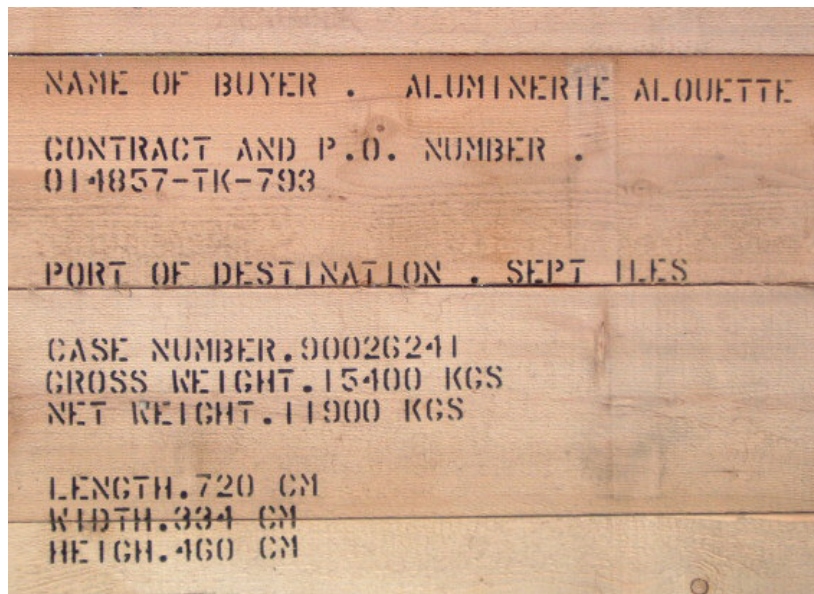 NAME OF BUYER . ALUMINERIE ALOUETTE
CONTRACT AND P.O. NUMBER .
014857-TK-793
PORT OF DESTINATION . SEPT ILES
CASE NUMBER.90026241
GROSS WEIGHT.15400 KGS
NET WEIGHT.11900 KGS
LENGTH.720 CM
WIDTH.334 CM
HEIGH.460 CM